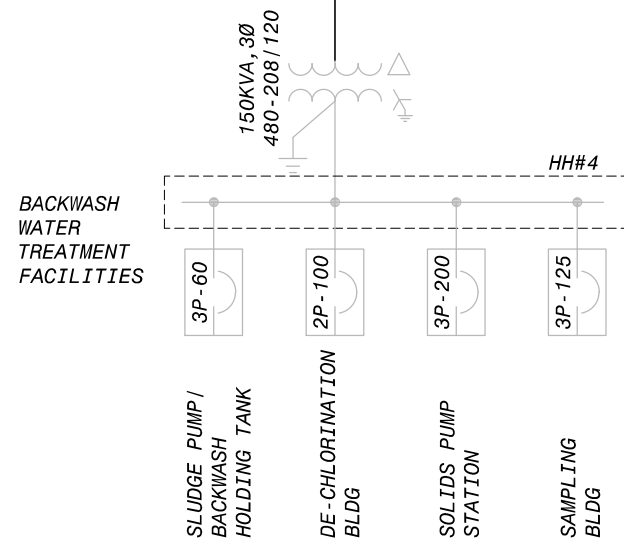 150KVA,3Ø
480-208/120
HH#4
BACKWASH
WATER
TREATMENT
FACILITIES
3P-60
2P-100
3P-200
3P-125
SLUDGE PUMP/
BACKWASH
HOLDING TANK
DE-CHLORINATION
BLDG
SOLIDS PUMP
STATION
SAMPLING
BLDG